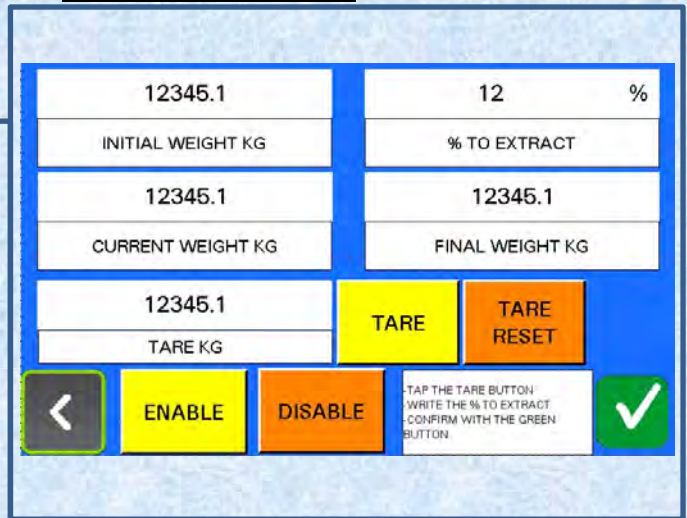 12345.1
INITIAL WEIGHT KG
12 %
% TO EXTRACT
12345.1
CURRENT WEIGHT KG
12345.1
FINAL WEIGHT KG
12345.1
TARE KG
TARE
TARE
RESET
ENABLE
DISABLE
-TAP THE TARE BUTTON
-WRITE THE % TO EXTRACT
-CONFIRM WITH THE GREEN
BUTTON